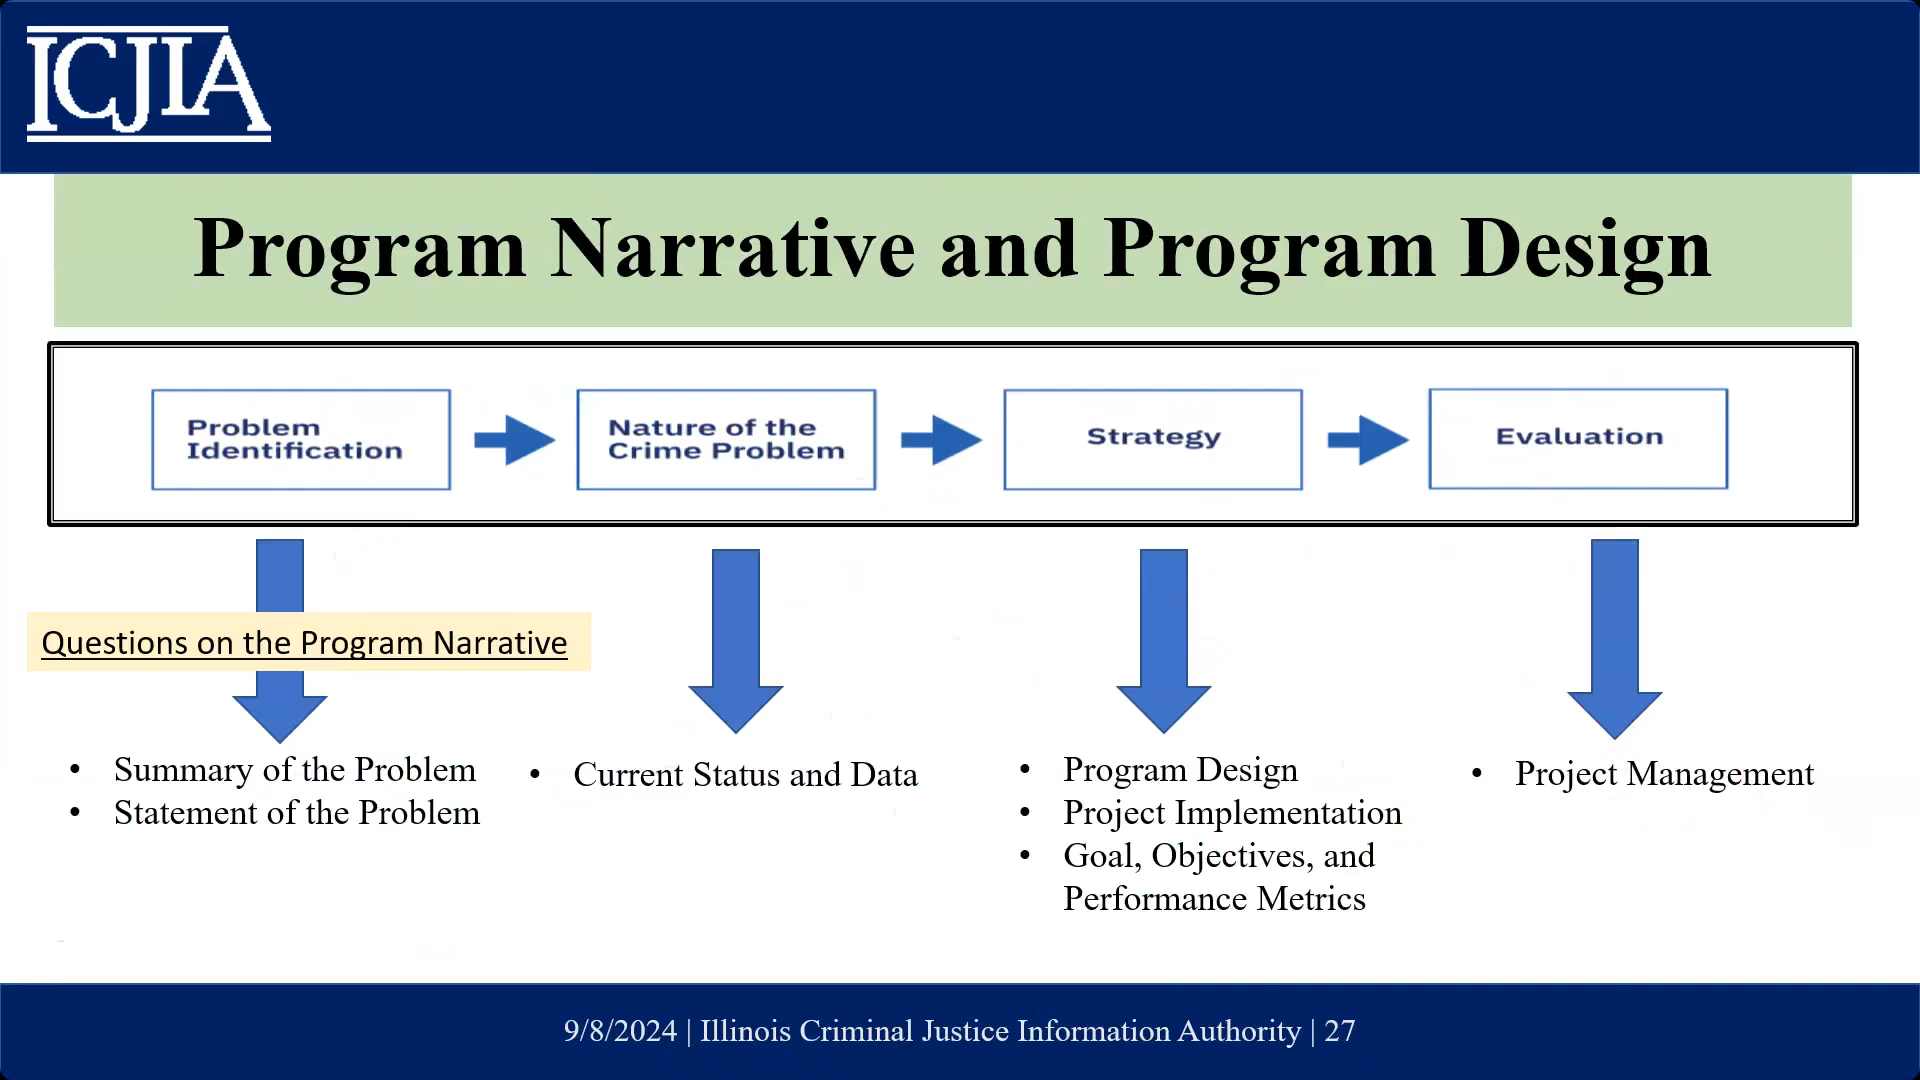 ICJIA
Program Narrative and Program Design
Problem
Identification
Nature of the
Crime Problem
Strategy
Evaluation
Questions on the Program Narrative
• Summary of the Problem
• Statement of the Problem
• Current Status and Data
• Program Design
• Project Implementation
• Goal, Objectives, and
Performance Metrics
• Project Management
9/8/2024 | Illinois Criminal Justice Information Authority | 27